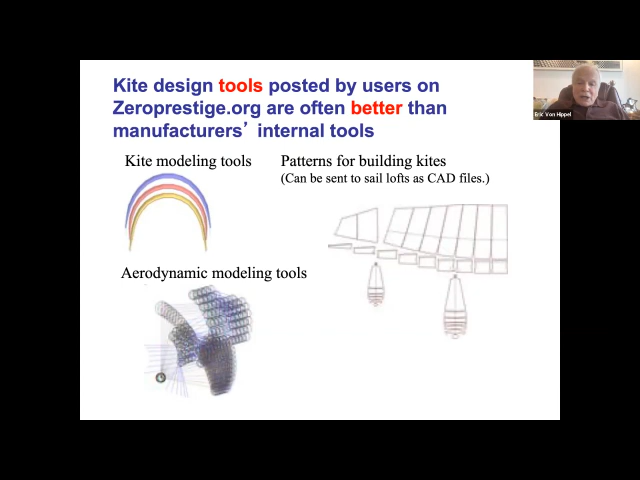 Kite design tools posted by users on
Zeroprestige.org are often better than
manufacturers’ internal tools
Kite modeling tools
Patterns for building kites
(Can be sent to sail lofts as CAD files.)
Aerodynamic modeling tools
Eric Von Hippel